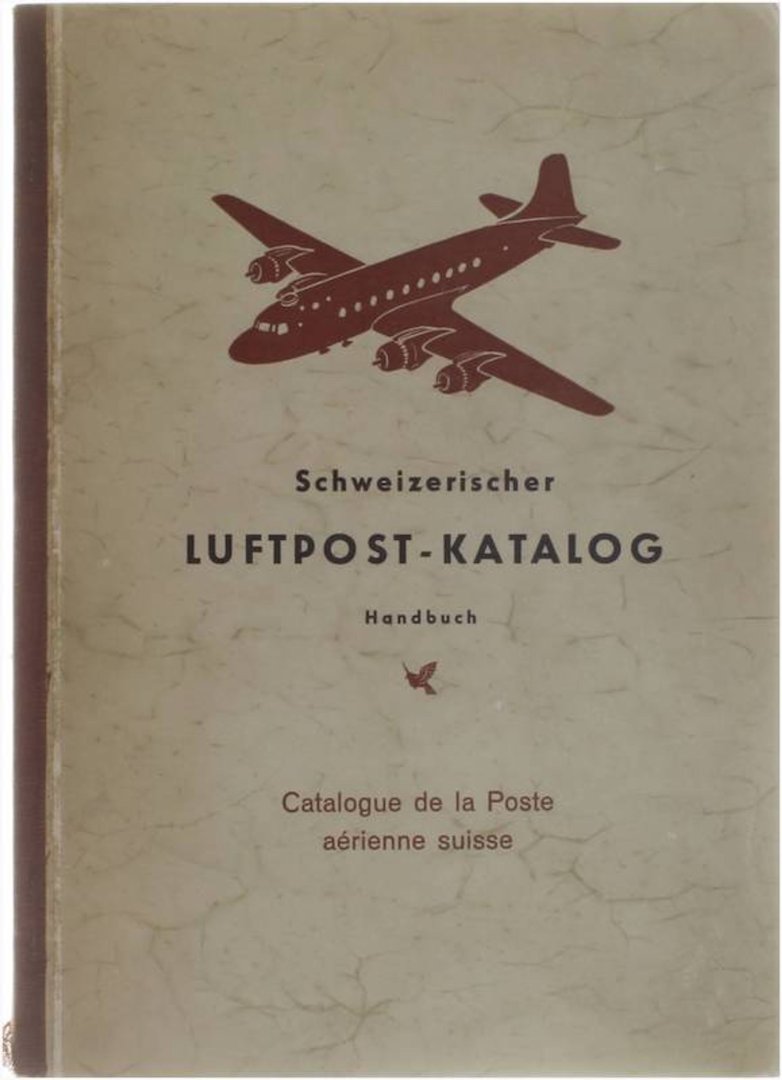 Schweizerischer
LUFTPOST-KATALOG
Handbuch
Catalogue de la Poste
aérienne suisse